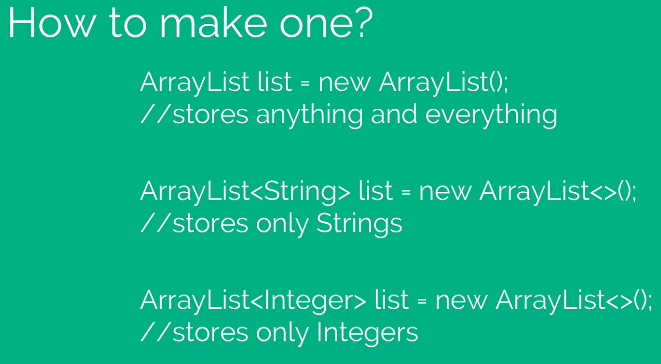 How to make one?
ArrayList list = new ArrayList();
//stores anything and everything
ArrayList<String> list = new ArrayList<>();
//stores only Strings
ArrayList<Integer> list = new ArrayList<>();
//stores only Integers